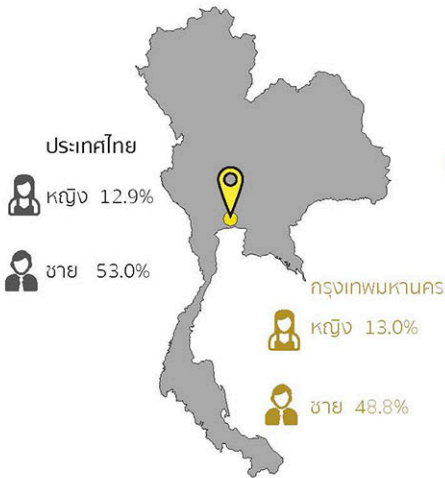 ประเทศไทย
หญิง 12.9%
ชาย 53.0%
กรุงเทพมหานคร
หญิง 13.0%
ชาย 48.8%